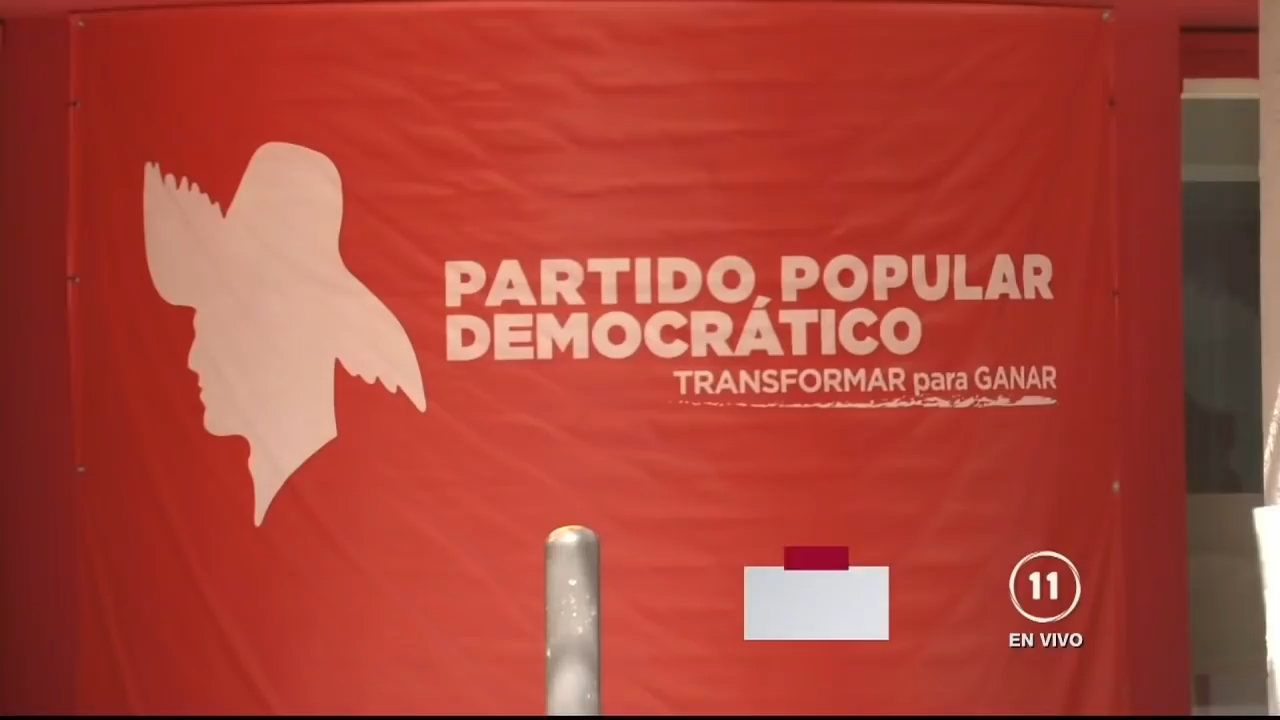 PARTIDO POPULAR
DEMOCRÁTICO
TRANSFORMAR para GANAR
11
EN VIVO